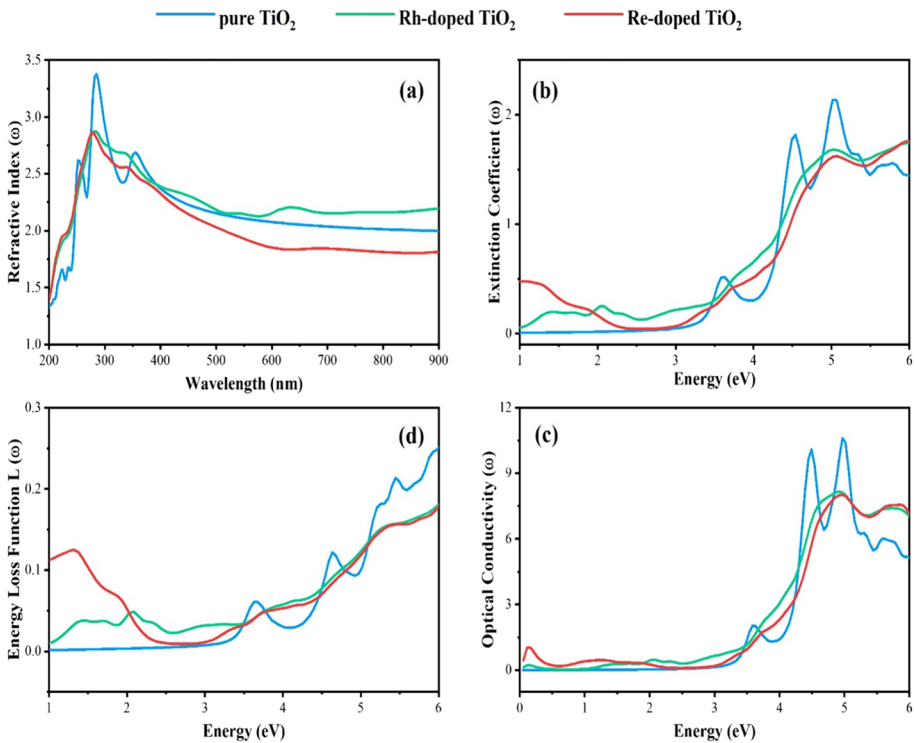 pure TiO₂ Rh-doped TiO₂ Re-doped TiO₂
(a)
Refractive Index (ω)
3.5
3.0
2.5
2.0
1.5
1.0
200 300 400 500 600 700 800 900
Wavelength (nm)
(b)
Extinction Coefficient (ω)
2
1
0
1 2 3 4 5 6
Energy (eV)
(d)
Energy Loss Function L (ω)
0.3
0.2
0.1
0.0
1 2 3 4 5 6
Energy (eV)
(c)
Optical Conductivity (ω)
12
9
6
3
0
0 1 2 3 4 5 6
Energy (eV)